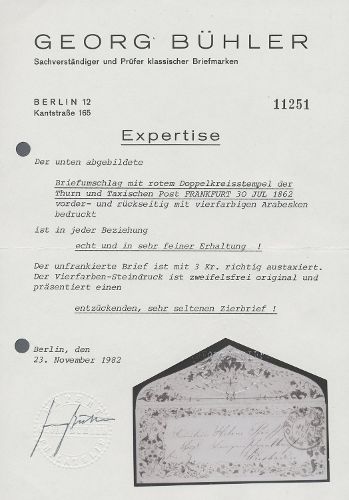 GEORG BÜHLER
Sachverständiger und Prüfer klassischer Briefmarken
BERLIN 12
Kantstraße 165
11251
Expertise
Der unten abgebildete
Briefumschlag mit rotem Doppelkreisstempel der
Thurn und Taxischen Post FRANKFURT 30 JUL 1862
vorder- und rückseitig mit vierfarbigen Arabesken
bedruckt
ist in jeder Beziehung
echt und in sehr feiner Erhaltung !
Der unfrankierte Brief ist mit 3 Kr. richtig austaxiert.
Der Vierfarben-Steindruck ist zweifelsfrei original und
präsentiert einen
entzückenden, sehr seltenen Zierbrief !
Berlin, den
23. November 1982